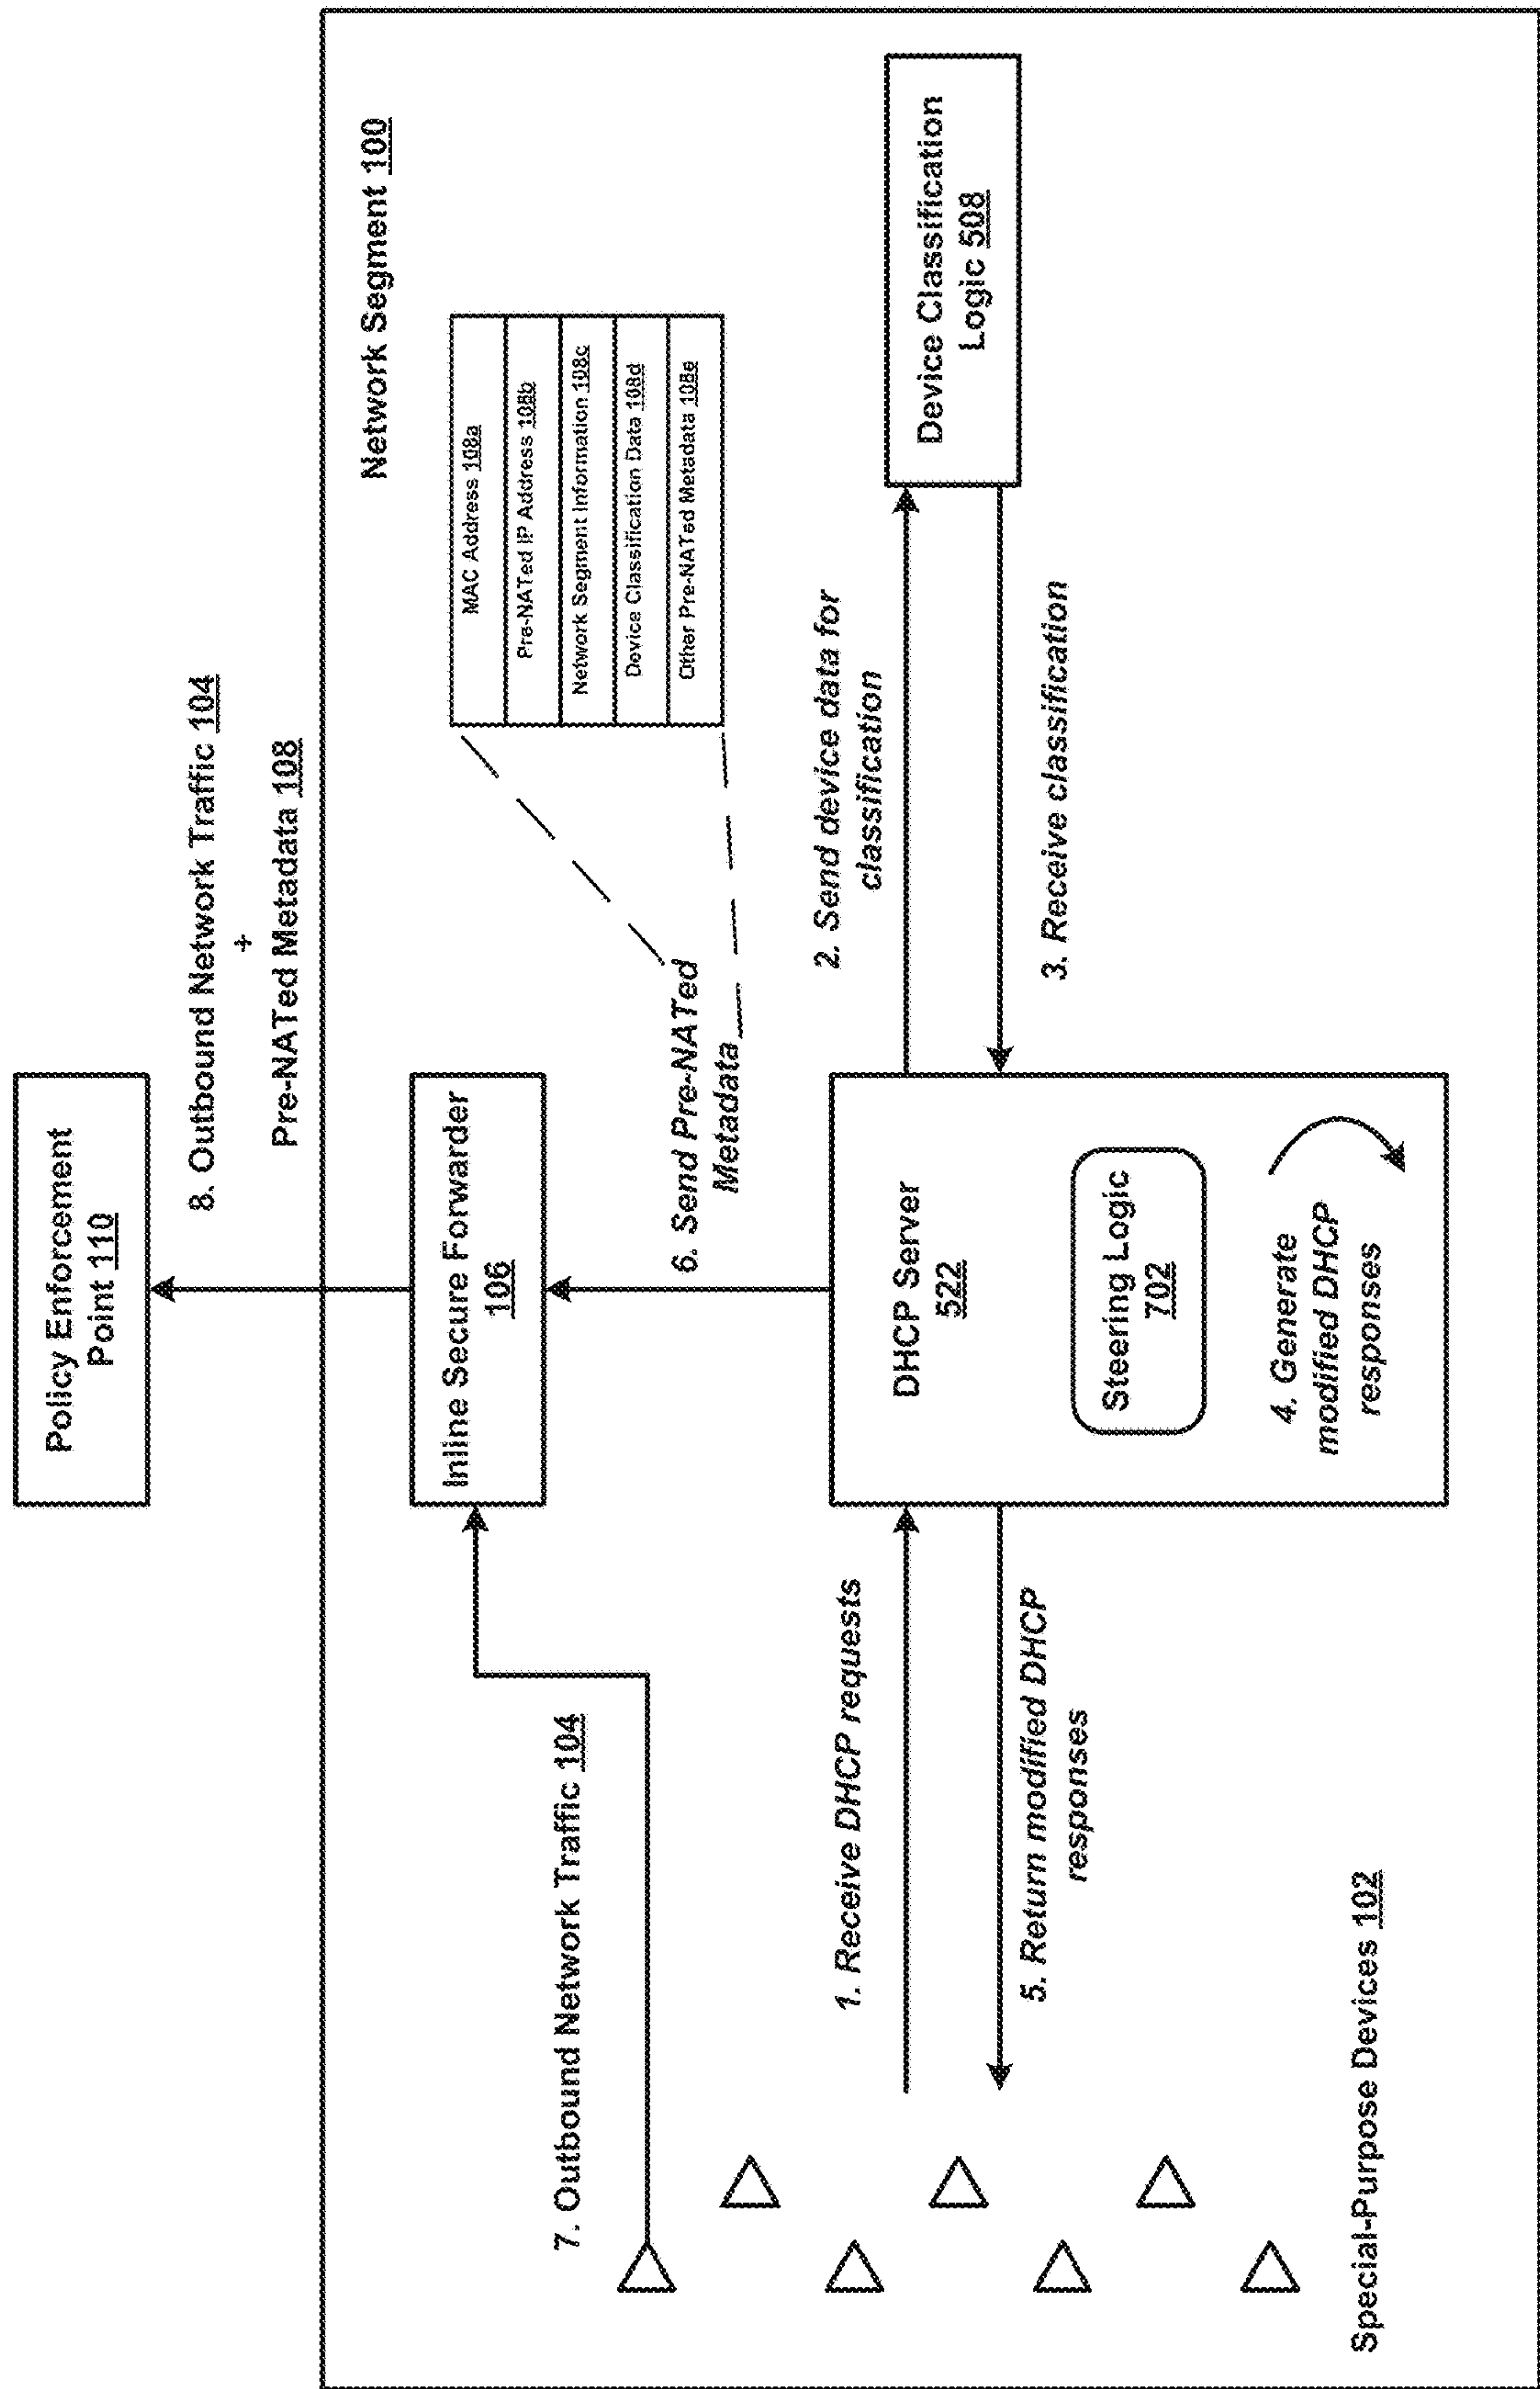 Policy Enforcement
Point 110
8. Outbound Network Traffic 104
+
Pre-NATed Metadata 108
Network Segment 100
Inline Secure Forwarder
106
MAC Address 108a
Pre-NATed IP Address 108b
Network Segment Information 108c
Device Classification Data 108d
Other Pre-NATed Metadata 108e
7. Outbound Network Traffic 104
6. Send Pre-NATed
Metadata
1. Receive DHCP requests
5. Return modified DHCP
responses
DHCP Server
522
Steering Logic
702
4. Generate
modified DHCP
responses
2. Send device data for
classification
3. Receive classification
Device Classification
Logic 508
Special-Purpose Devices 102